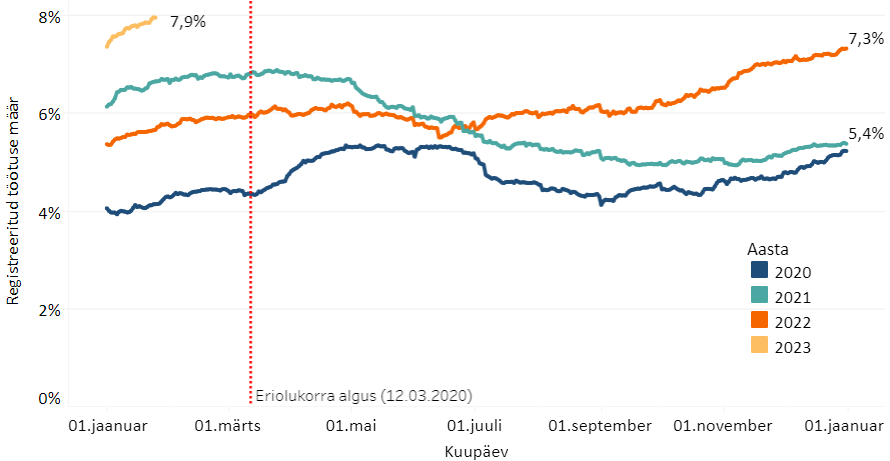 8%
7,9%
7,3%
6%
5,4%
4%
2%
0%
Registreeritud töötuse määr
Aasta
2020
2021
2022
2023
Eriolukorra algus (12.03.2020)
01.jaanuar 01.märts 01.mai 01.juuli 01.september 01.november 01.jaanuar
Kuupäev